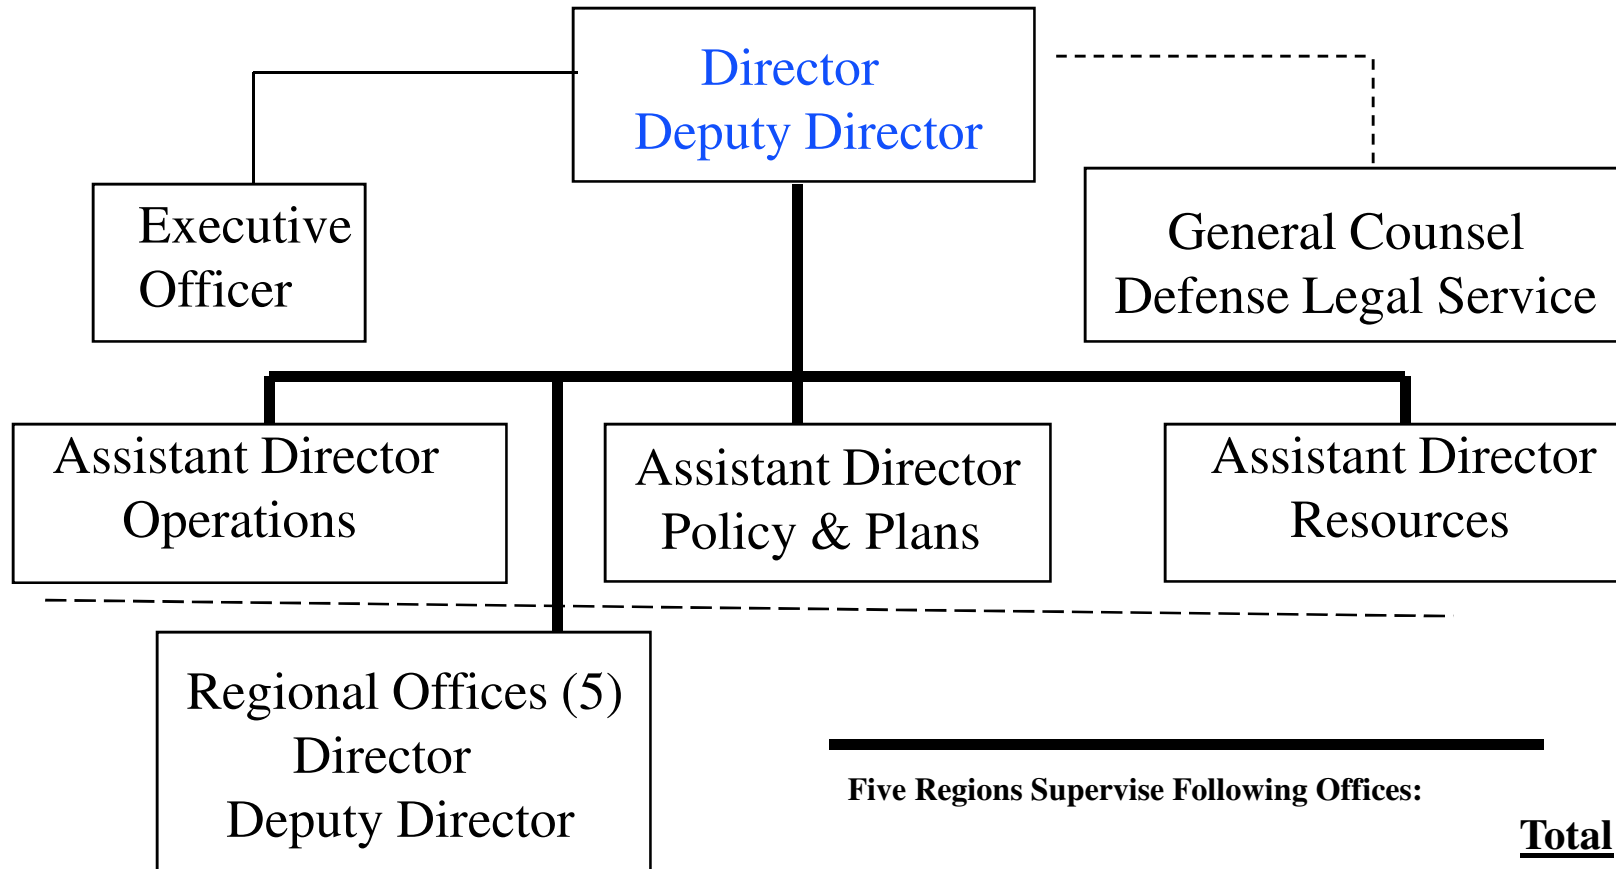 Director
Deputy Director
Executive
Officer
General Counsel
Defense Legal Service
Assistant Director
Operations
Assistant Director
Policy & Plans
Assistant Director
Resources
Regional Offices (5)
Director
Deputy Director
Five Regions Supervise Following Offices:
Total